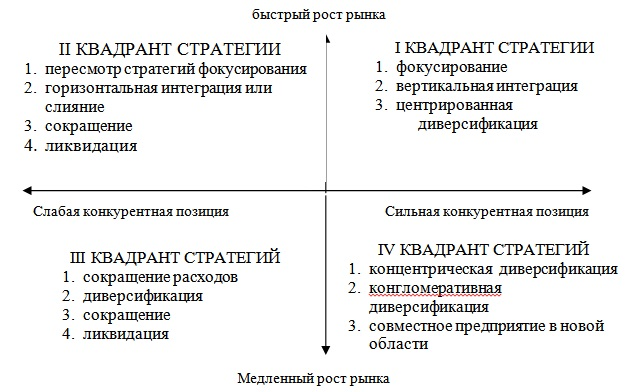 быстрый рост рынка
II КВАДРАНТ СТРАТЕГИИ
1. пересмотр стратегий фокусирования
2. горизонтальная интеграция или
слияние
3. сокращение
4. ликвидация
I КВАДРАНТ СТРАТЕГИИ
1. фокусирование
2. вертикальная интеграция
3. центрированная
диверсификация
Слабая конкурентная позиция
Сильная конкурентная позиция
III КВАДРАНТ СТРАТЕГИЙ
1. сокращение расходов
2. диверсификация
3. сокращение
4. ликвидация
IV КВАДРАНТ СТРАТЕГИЙ
1. концентрическая диверсификация
2. конгломеративная
диверсификация
3. совместное предприятие в новой
области
Медленный рост рынка